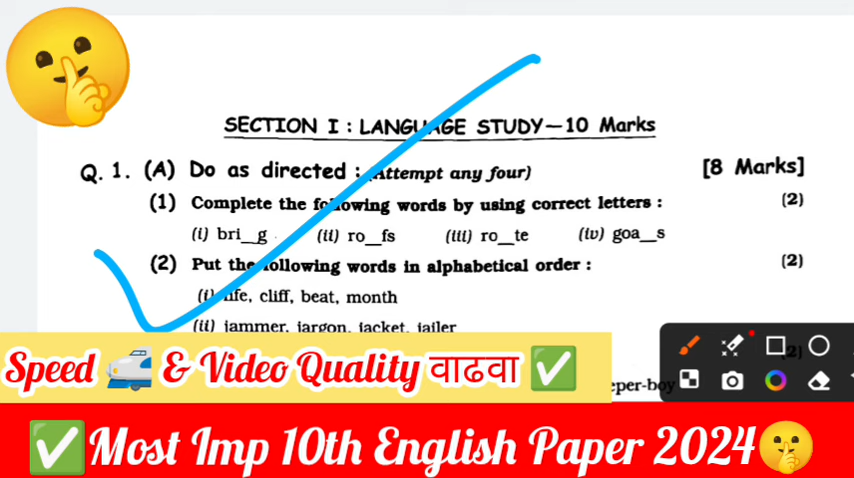 SECTION I : LANGUAGE STUDY—10 Marks
Q. 1. (A) Do as directed : (Attempt any four) [8 Marks]
(1) Complete the following words by using correct letters : (2)
(i) bri__g (ii) ro__fs (iii) ro__te (iv) goa__s
(2) Put the following words in alphabetical order : (2)
(i) life, cliff, beat, month
(ii) jammer, jargon, jacket, jailer
Speed & Video Quality वाढवा
per-boy
Most Imp 10th English Paper 2024